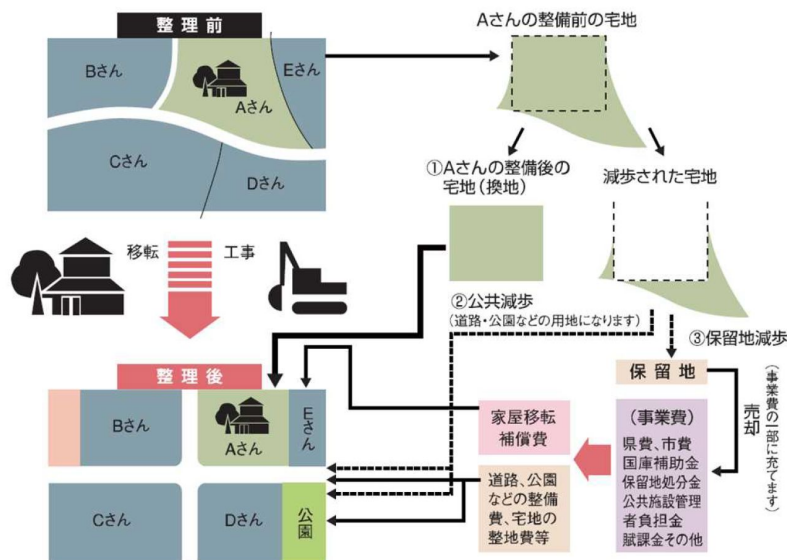 整理前
Bさん
Aさん
Eさん
Cさん
Dさん
Aさんの整備前の宅地
①Aさんの整備後の
宅地（換地）
減歩された宅地
移転
工事
②公共減歩
（道路・公園などの用地になります）
③保留地減歩
整理後
Bさん
Aさん
Eさん
Cさん
Dさん
公園
家屋移転
補償費
道路、公園
などの整備
費、宅地の
整地費等
保留地
（事業費）
県費、市費
国庫補助金
保留地処分金
公共施設管理
者負担金
賦課金その他
売却
（事業費の一部に充てます）